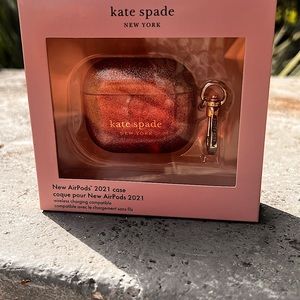 kate spade
NEW YORK
kate spade
NEW YORK
New AirPods' 2021 case
coque pour New AirPods 2021
wireless charging compatible
compatible avec le chargement sans fils